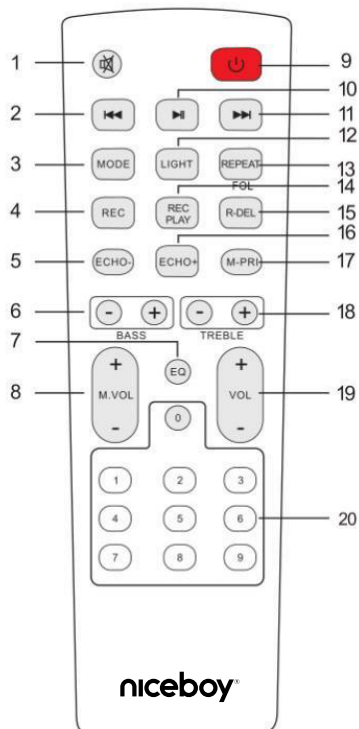 1
9
10
2
11
12
3 MODE LIGHT REPEAT
13
FOL
14
4 REC REC PLAY R-DEL 15
16
5 ECHO- ECHO+ M-PRI 17
6 - + - + 18
BASS TREBLE
7 EQ
8 + M.VOL - + VOL - 19
0
1 2 3
4 5 6 20
7 8 9
niceboy®